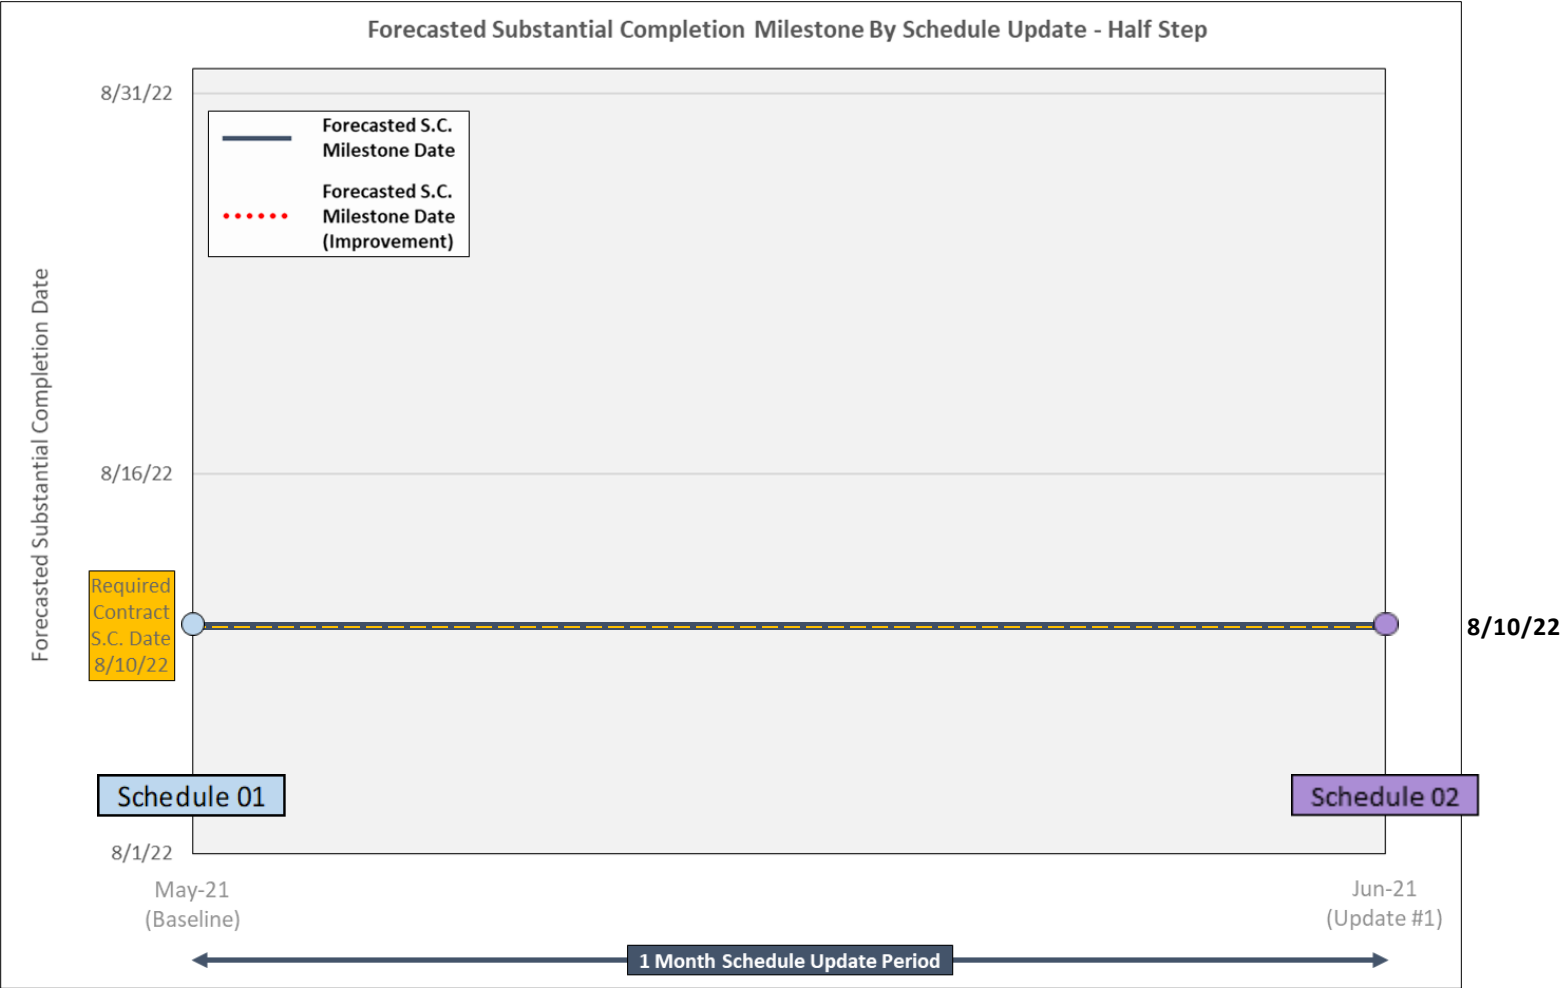 Forecasted Substantial Completion Milestone By Schedule Update - Half Step
8/31/22
Forecasted S.C.
Milestone Date
Forecasted S.C.
Milestone Date
(Improvement)
Forecasted Substantial Completion Date
8/16/22
Required
Contract
S.C. Date
8/10/22
8/10/22
Schedule 01
Schedule 02
8/1/22
May-21
(Baseline)
Jun-21
(Update #1)
1 Month Schedule Update Period